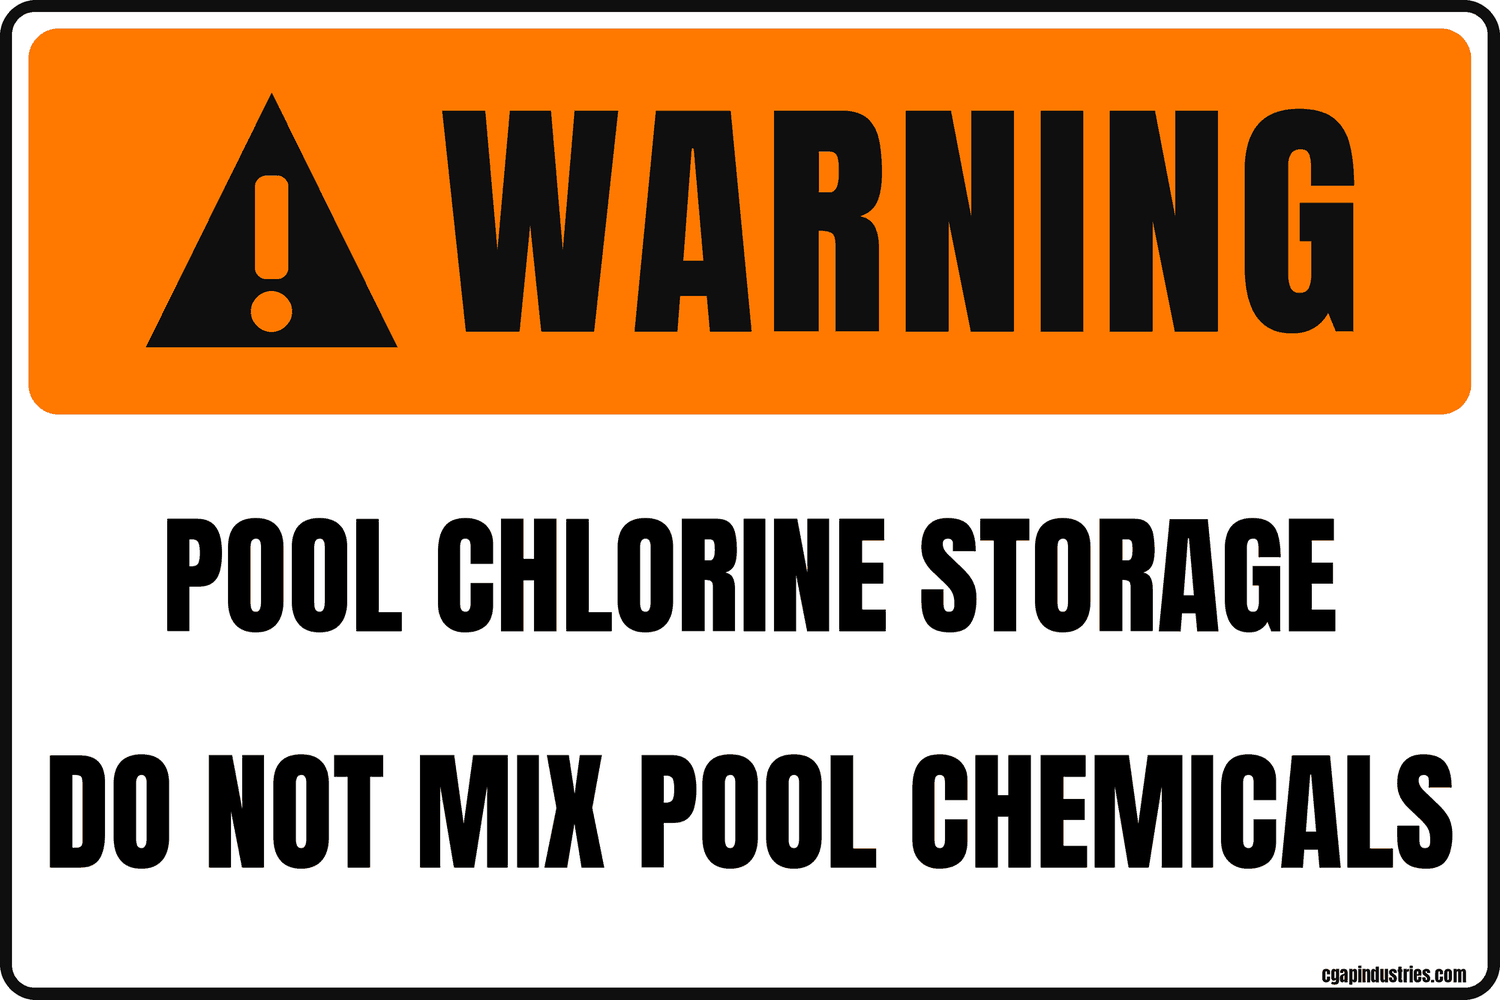 WARNING
POOL CHLORINE STORAGE
DO NOT MIX POOL CHEMICALS
cgapindustries.com